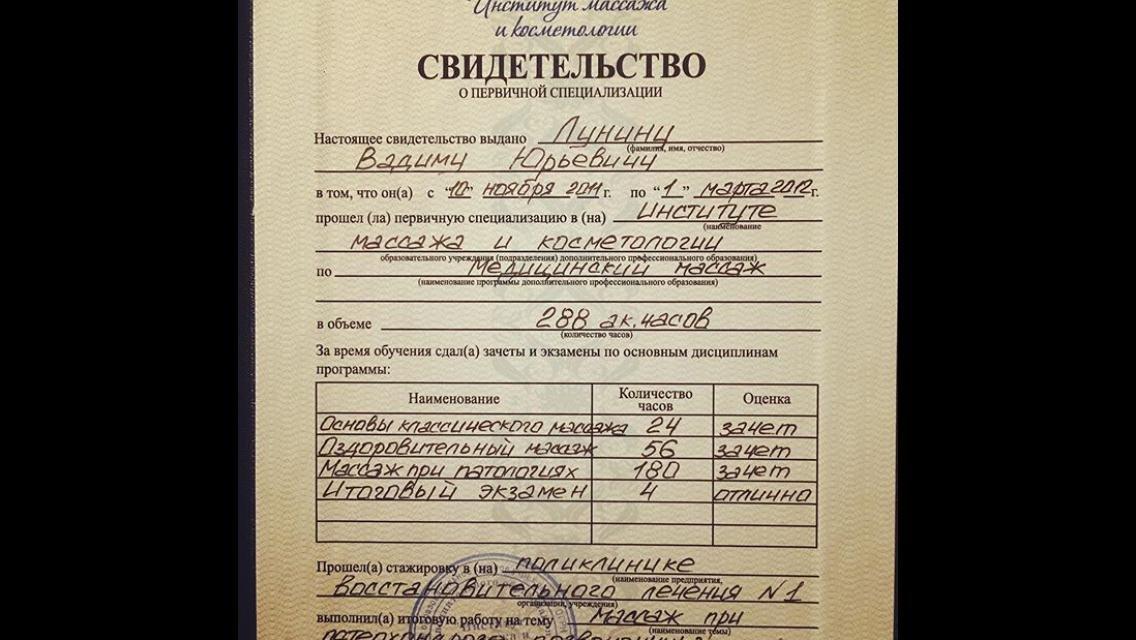 Институт массажа
и косметологии
СВИДЕТЕЛЬСТВО
О ПЕРВИЧНОЙ СПЕЦИАЛИЗАЦИИ
Настоящее свидетельство выдано Лунину
(фамилия, имя, отчество)
Вадиму Юрьевичу
в том, что он(а) с “10” ноября 2011 г. по “1” марта 2012 г.
прошел (ла) первичную специализацию в (на) Институте
(наименование
массажа и косметологии
образовательного учреждения (подразделения) дополнительного профессионального образования)
по Медицинский массаж
(наименование программы дополнительного профессионального образования)
в объеме 288 ак.часов
(количество часов)
За время обучения сдал(а) зачеты и экзамены по основным дисциплинам
программы:
Наименование Количество часов Оценка
Основы классического массажа 24 зачет
Оздоровительный массаж 56 зачет
Массаж при патологиях 180 зачет
Итоговый экзамен 4 отлично
Прошел(а) стажировку в (на) поликлинике
(наименование предприятия,
Восстановительного лечения N1
организации, учреждения)
выполнил(а) итоговую работу на тему Массаж при
(наименование темы)